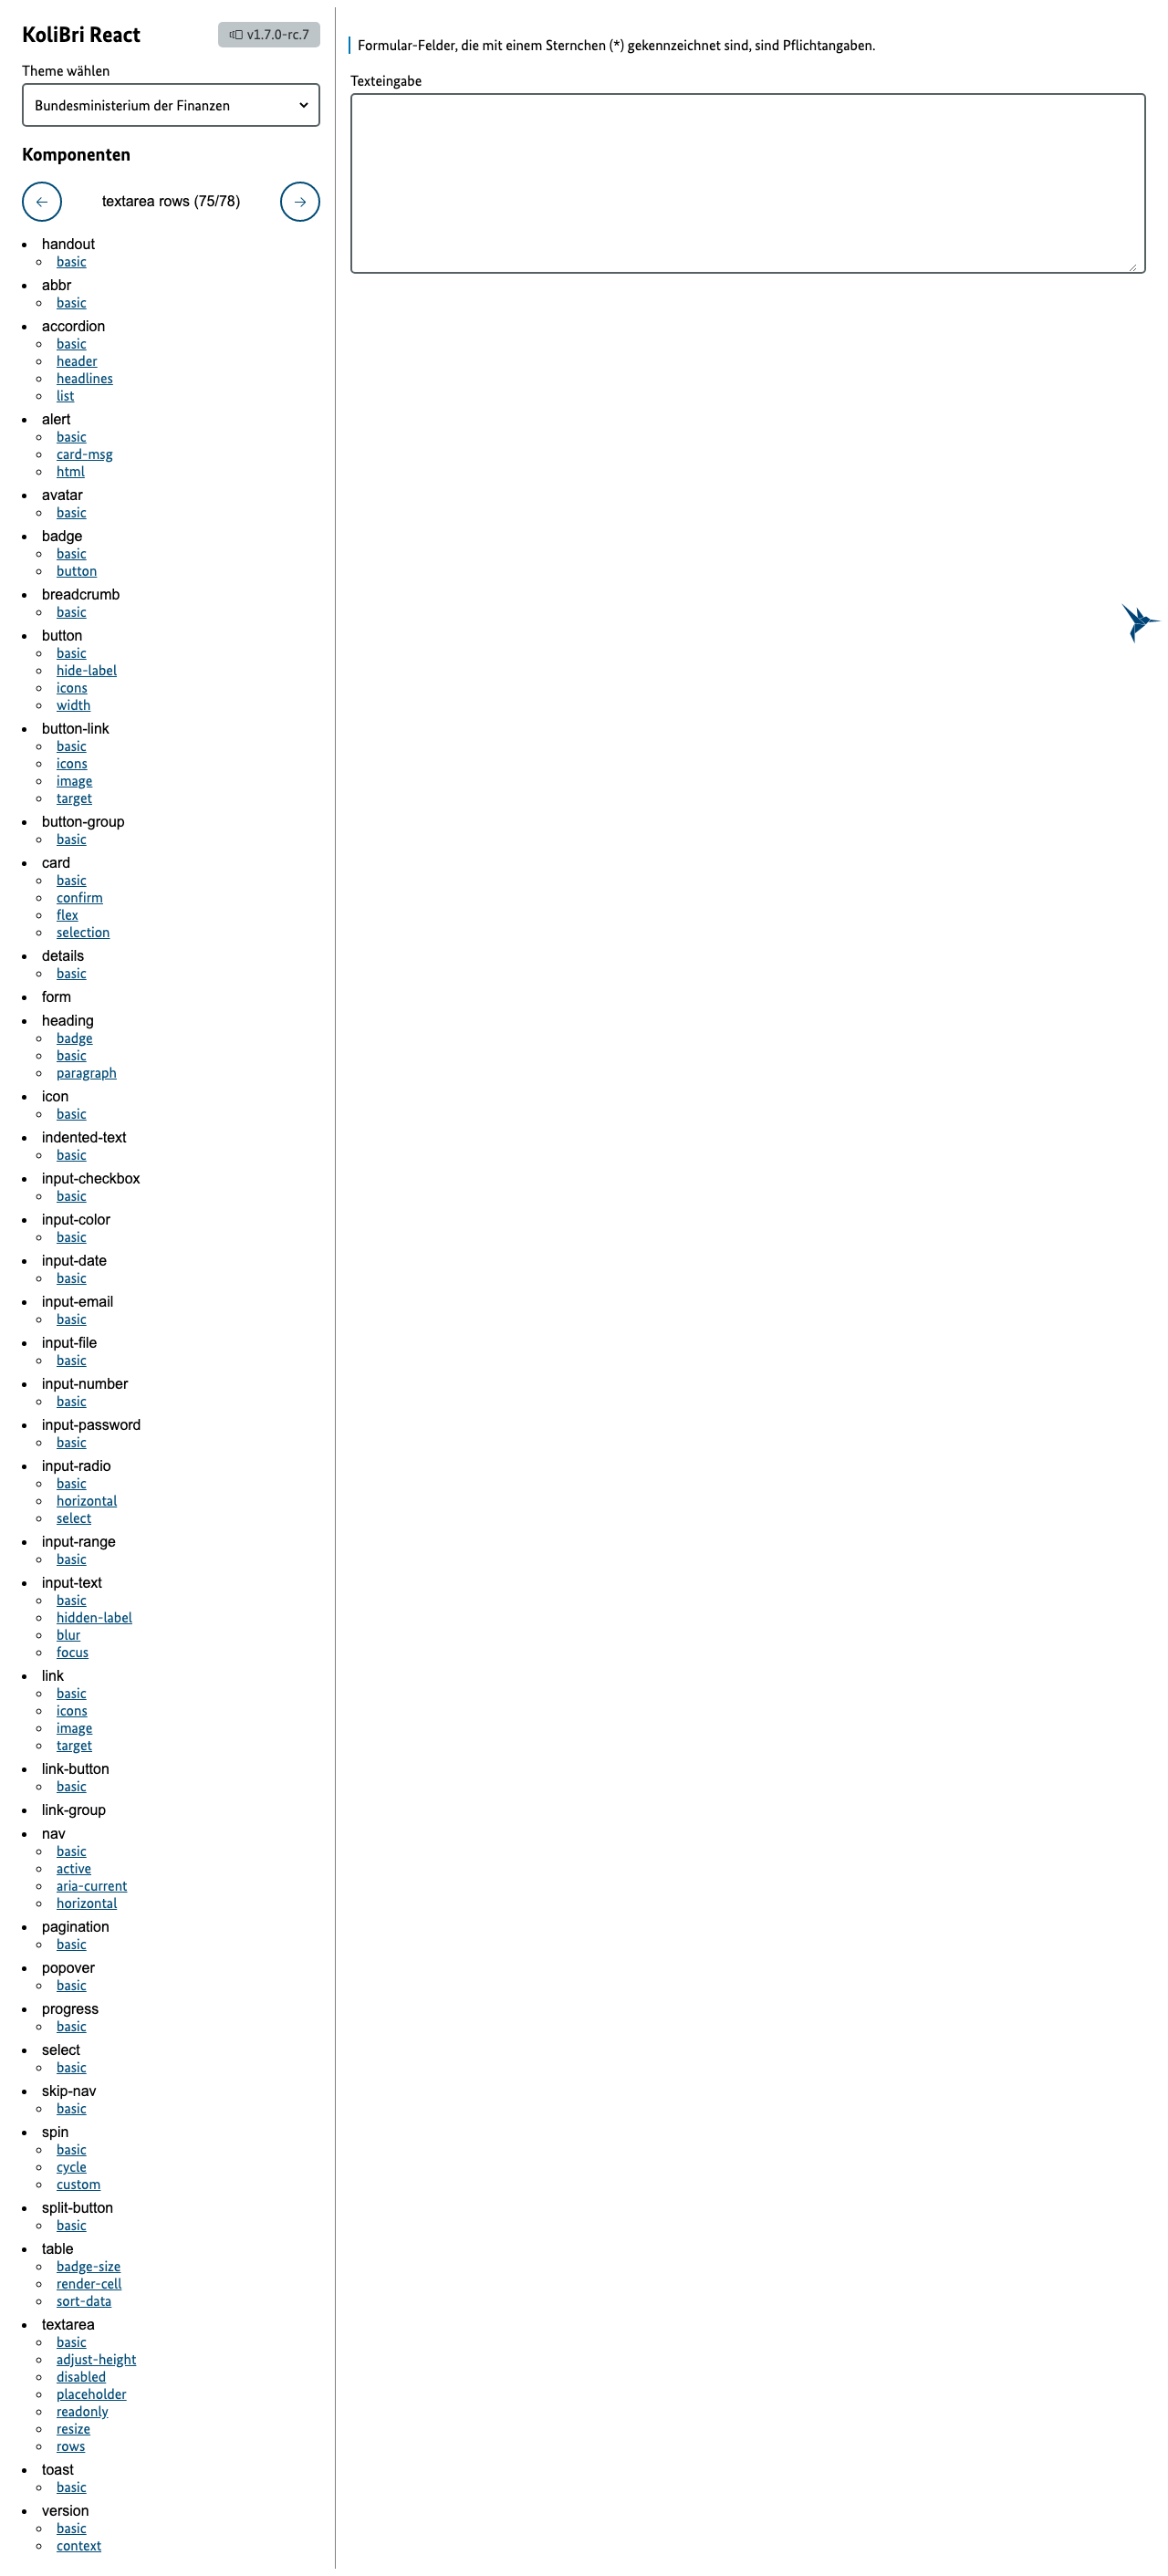 KoliBri React
v1.7.0-rc.7
Theme wählen
Bundesministerium der Finanzen
Komponenten
textarea rows (75/78)
handout
basic
abbr
basic
accordion
basic
header
headlines
list
alert
basic
card-msg
html
avatar
basic
badge
basic
button
breadcrumb
basic
button
basic
hide-label
icons
width
button-link
basic
icons
image
target
button-group
basic
card
basic
confirm
flex
selection
details
basic
form
heading
badge
basic
paragraph
icon
basic
indented-text
basic
input-checkbox
basic
input-color
basic
input-date
basic
input-email
basic
input-file
basic
input-number
basic
input-password
basic
input-radio
basic
horizontal
select
input-range
basic
input-text
basic
hidden-label
blur
focus
link
basic
icons
image
target
link-button
basic
link-group
nav
basic
active
aria-current
horizontal
pagination
basic
popover
basic
progress
basic
select
basic
skip-nav
basic
spin
basic
cycle
custom
split-button
basic
table
badge-size
render-cell
sort-data
textarea
basic
adjust-height
disabled
placeholder
readonly
resize
rows
toast
basic
version
basic
context
Formular-Felder, die mit einem Sternchen (*) gekennzeichnet sind, sind Pflichtangaben.
Texteingabe